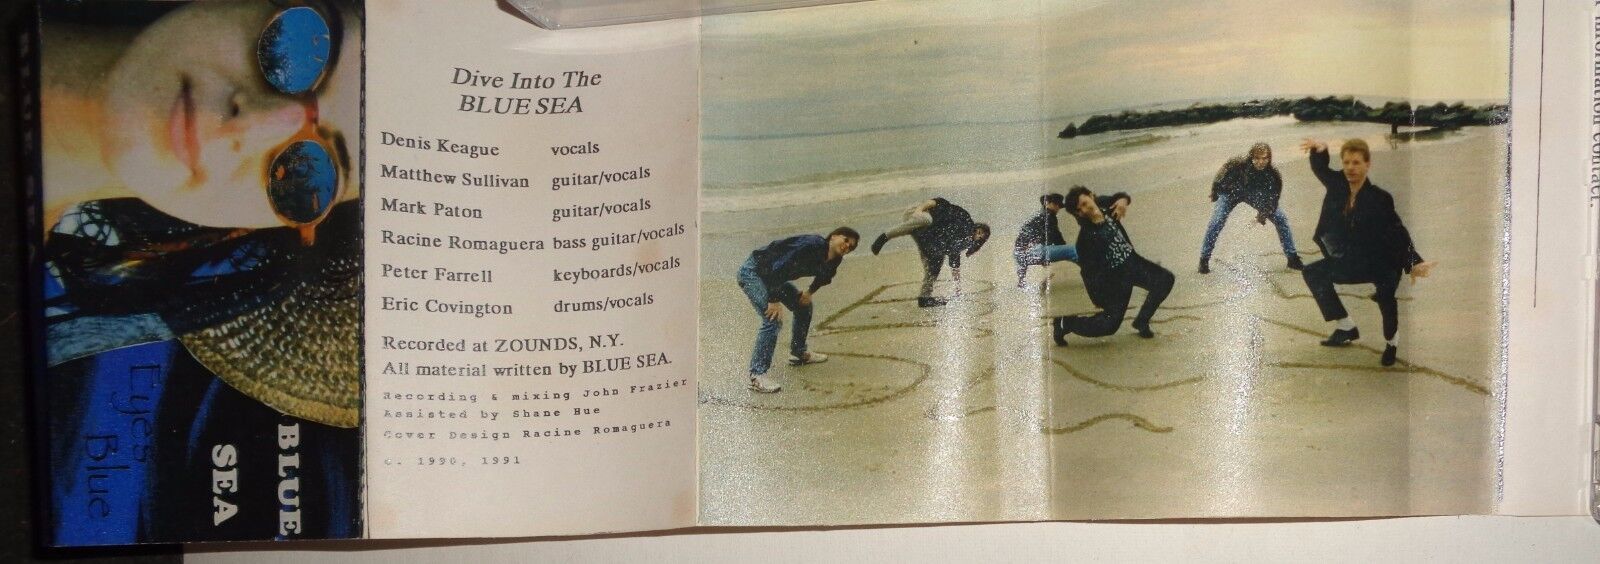 Eyes
Blue
BLUE
SEA
Dive Into The
BLUE SEA
Denis Keague vocals
Matthew Sullivan guitar/vocals
Mark Paton guitar/vocals
Racine Romaguera bass guitar/vocals
Peter Farrell keyboards/vocals
Eric Covington drums/vocals
Recorded at ZOUNDS, N.Y.
All material written by BLUE SEA.
Recording & mixing John Frazier
Assisted by Shane Hue
Cover Design Racine Romaguera
c. 1990, 1991
information contact.